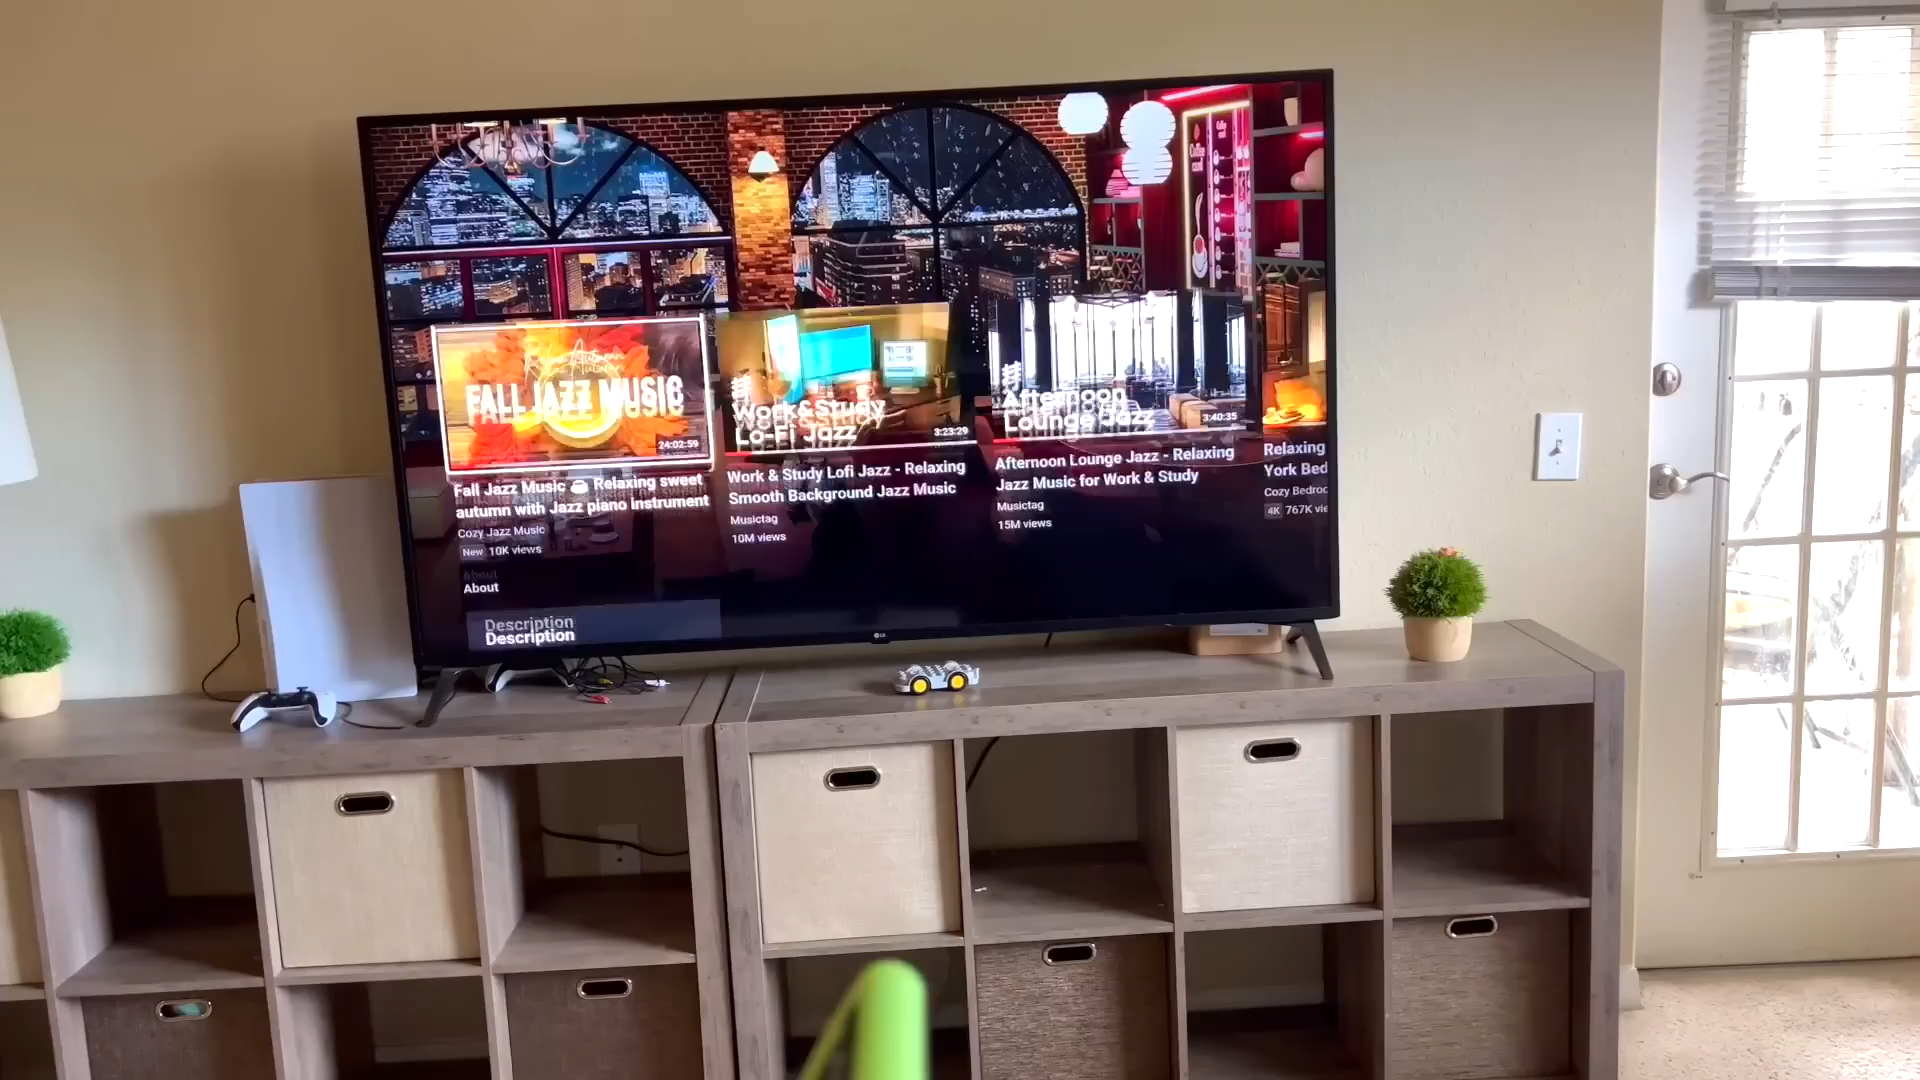 Relax Autumn
FALL JAZZ MUSIC
24:02:59
Work&Study
Lo-Fi Jazz
3:23:29
Afternoon
Lounge Jazz
3:40:35
Fall Jazz Music ☕ Relaxing sweet
autumn with Jazz piano instrument
Cozy Jazz Music
New 10K views
Work & Study Lofi Jazz - Relaxing
Smooth Background Jazz Music
Musictag
10M views
Afternoon Lounge Jazz - Relaxing
Jazz Music for Work & Study
Musictag
15M views
Relaxing
York Bed
Cozy Bedroc
4K 767K vie
About
Description
LG